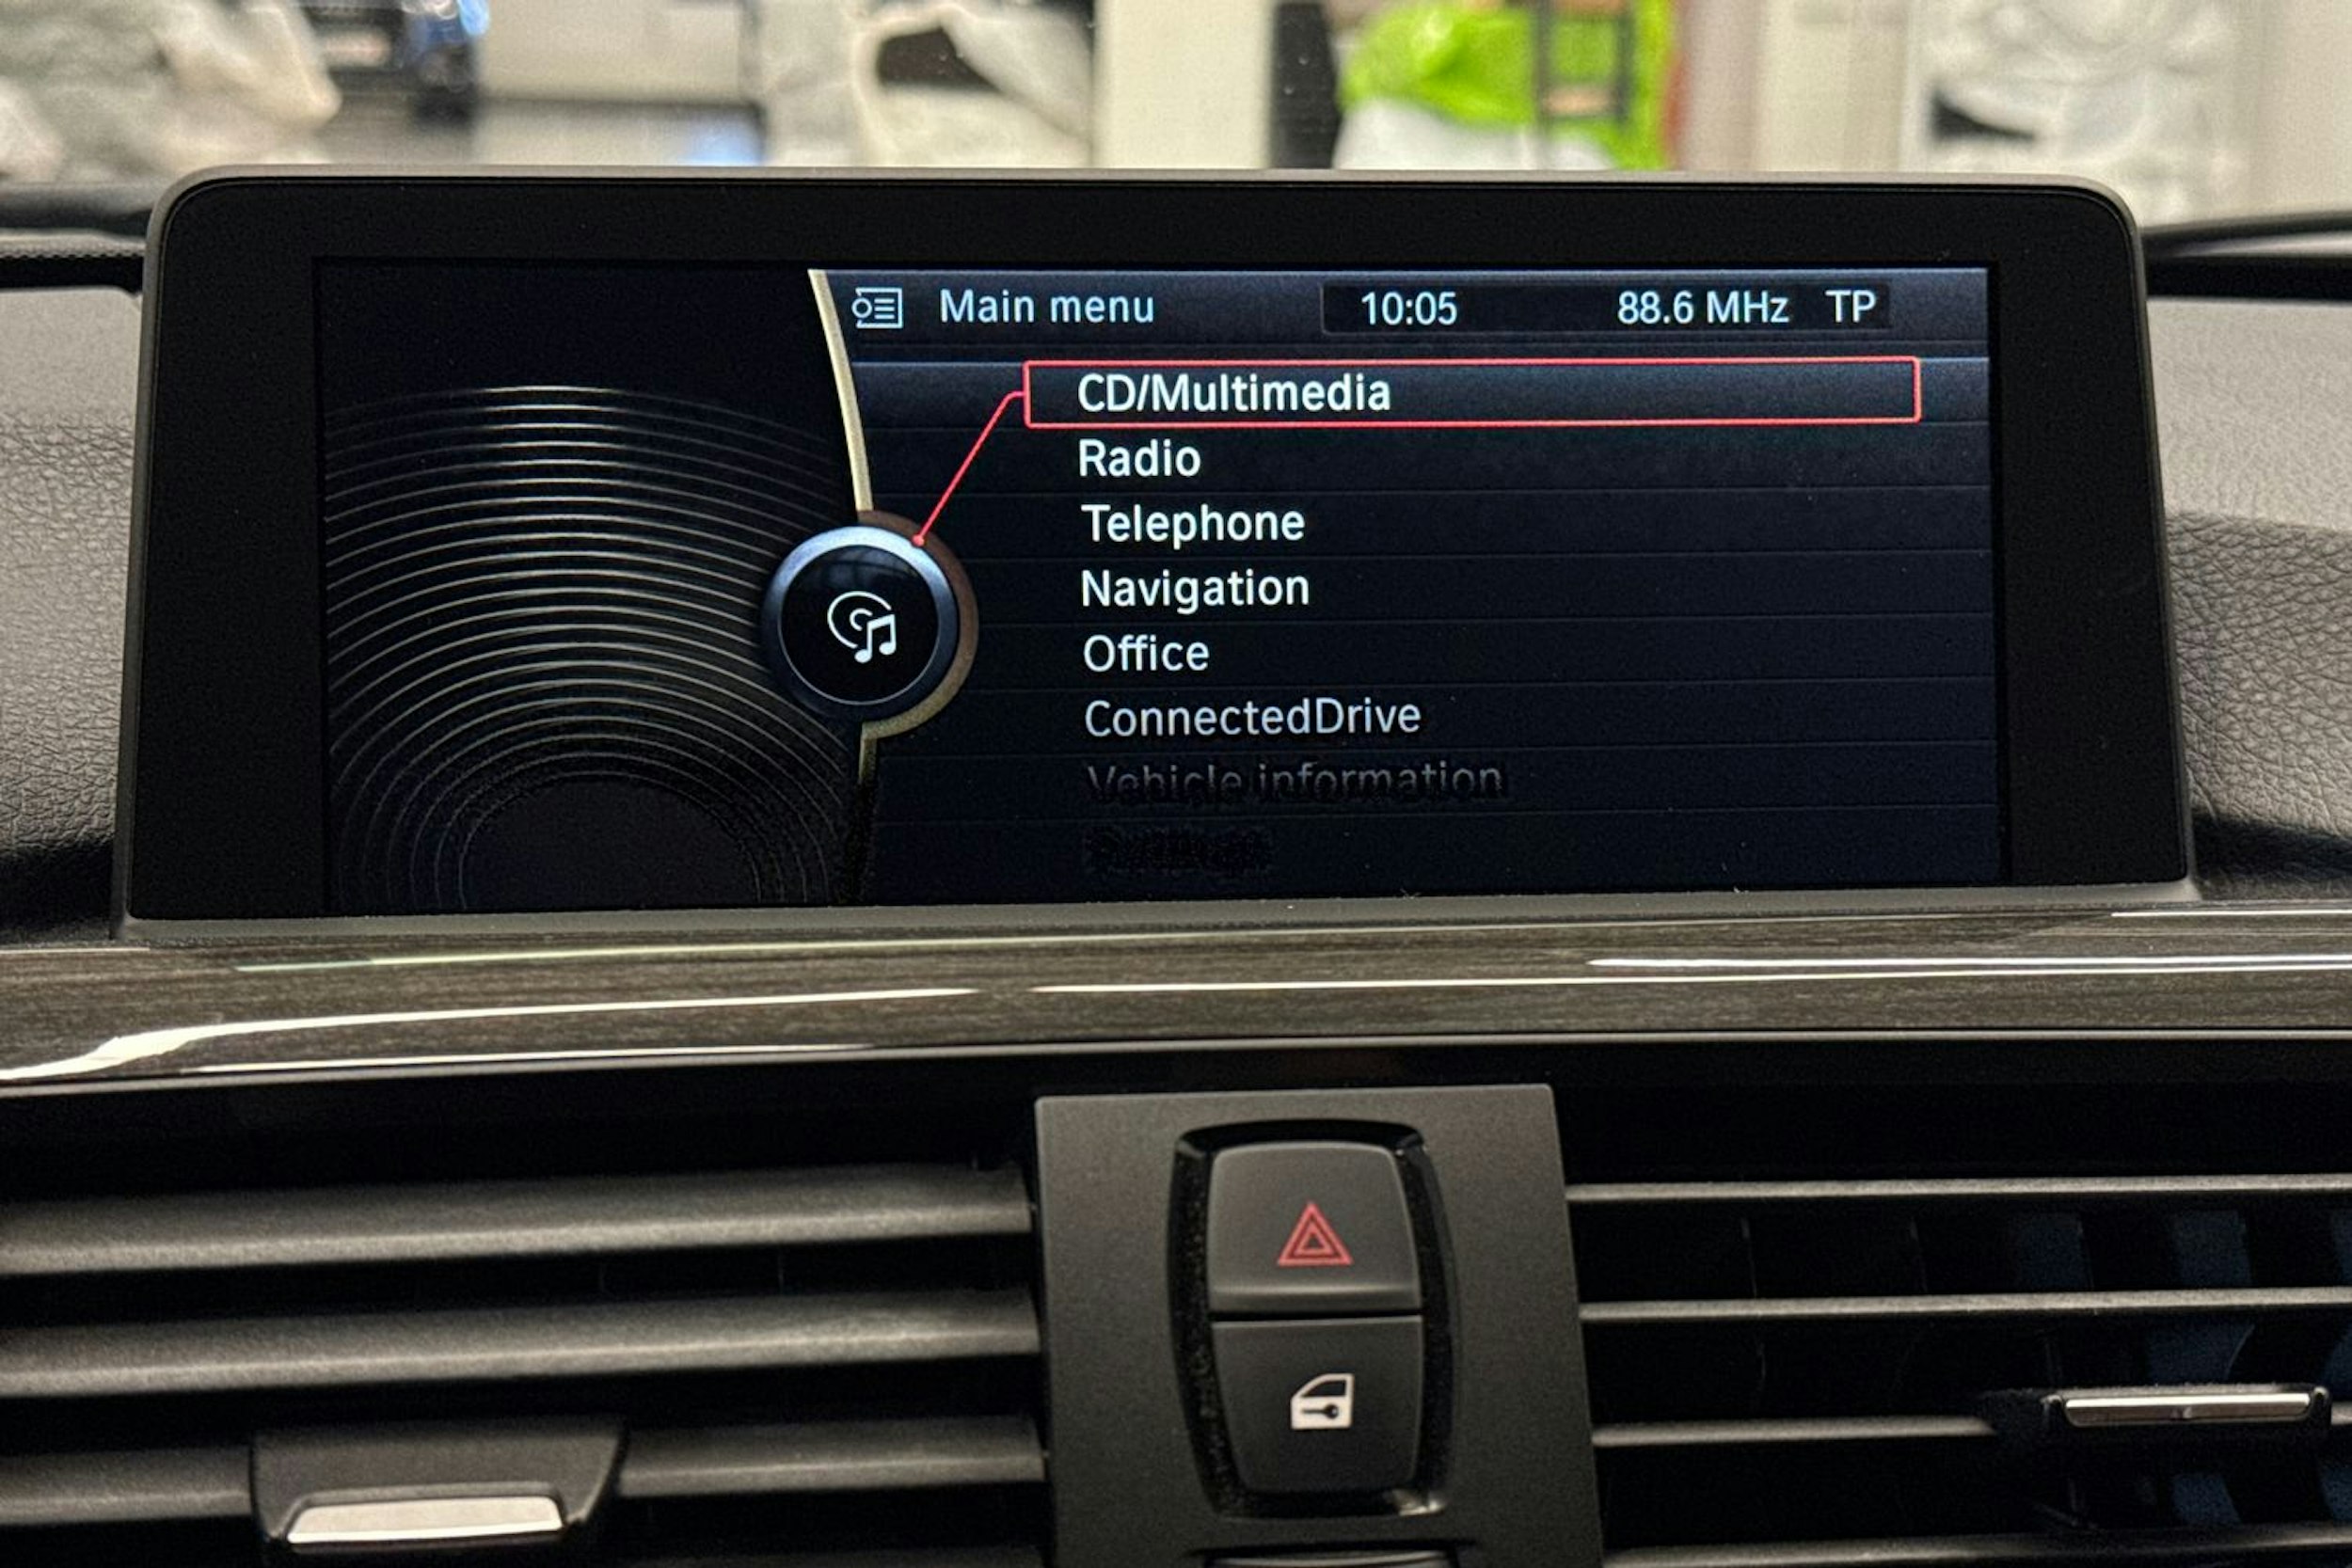 Main menu 10:05 88.6 MHz TP
CD/Multimedia
Radio
Telephone
Navigation
Office
ConnectedDrive
Vehicle information